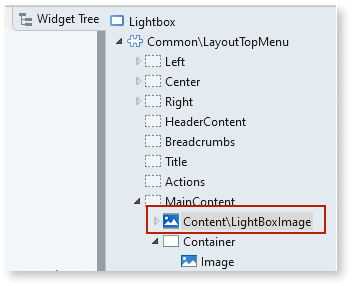 Widget Tree
Lightbox
Common\LayoutTopMenu
Left
Center
Right
HeaderContent
Breadcrumbs
Title
Actions
MainContent
Content\LightBoxImage
Container
Image